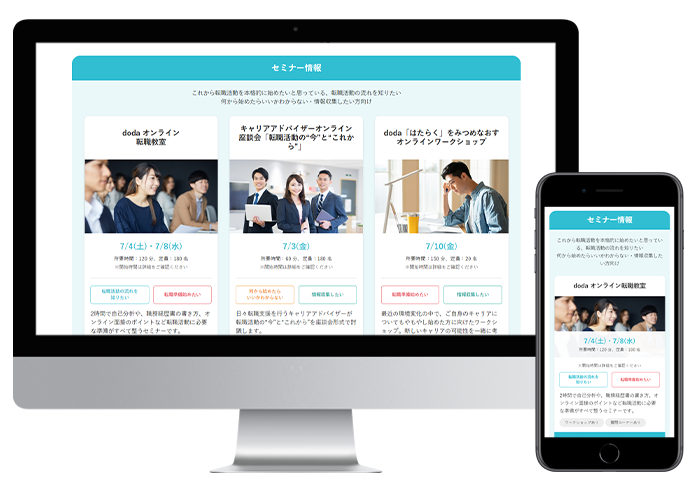 セミナー情報
これから転職活動を本格的に始めたいと思っている、転職活動の流れを知りたい
何から始めたらいいかわからない・情報収集したい方向け
doda オンライン
転職教室
7/4(土)・7/8(水)
所要時間：120 分、定員：180 名
※開始時間は詳細をご確認ください
転職活動の流れを
知りたい
転職準備始めたい
2時間で自己分析や、職務経歴書の書き方、オ
ンライン面接のポイントなど転職活動に必要
な準備がすべて整うセミナーです。
キャリアアドバイザーオンライン
座談会「転職活動の“今”と“これか
ら”」
7/3(金)
所要時間：60 分、定員：180 名
※開始時間は詳細をご確認ください
何から始めたら
いいかわからない
情報収集したい
日々転職支援を行うキャリアアドバイザーが
転職活動の“今”と“これから”を座談会形式で討
議します。
doda「はたらく」をみつめなおす
オンラインワークショップ
7/10(金)
所要時間：150 分、定員：20 名
※開始時間は詳細をご確認ください
転職準備始めたい
情報収集したい
最近の環境変化の中で、ご自身のキャリアに
ついてもやもやし始めた方に向けたワークシ
ョップ。新しいキャリアの可能性を一緒に考
セミナー情報
これから転職活動を本格的に始めたいと思ってい
る、転職活動の流れを知りたい
何から始めたらいいかわからない・情報収集した
い方向け
doda オンライン転職教室
7/4(土)・7/8(水)
所要時間：120 分、定員：180 名
※開始時間は詳細をご確認ください
転職活動の流れを
知りたい
転職準備始めたい
2時間で自己分析や、職務経歴書の書き方、オ
ンライン面接のポイントなど転職活動に必要
な準備がすべて整うセミナーです。
ワークショップあり
質問コーナーあり